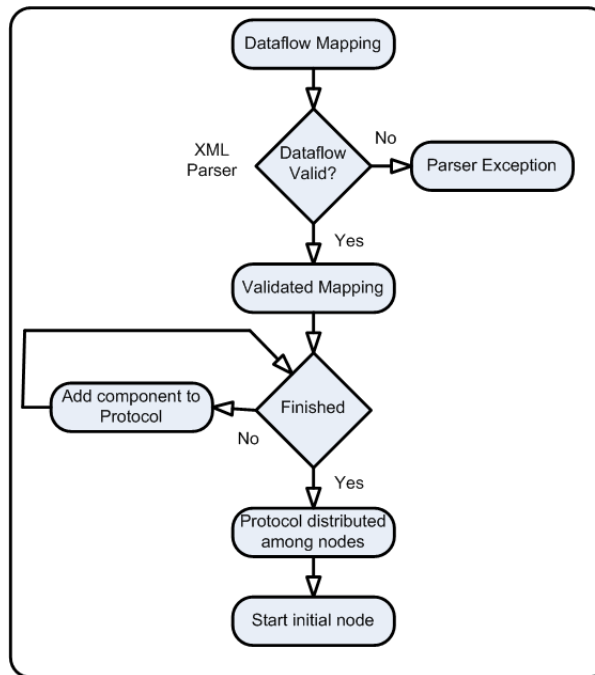 Dataflow Mapping
XML
Parser
Dataflow
Valid?
No
Parser Exception
Yes
Validated Mapping
Add component to
Protocol
Finished
No
Yes
Protocol distributed
among nodes
Start initial node